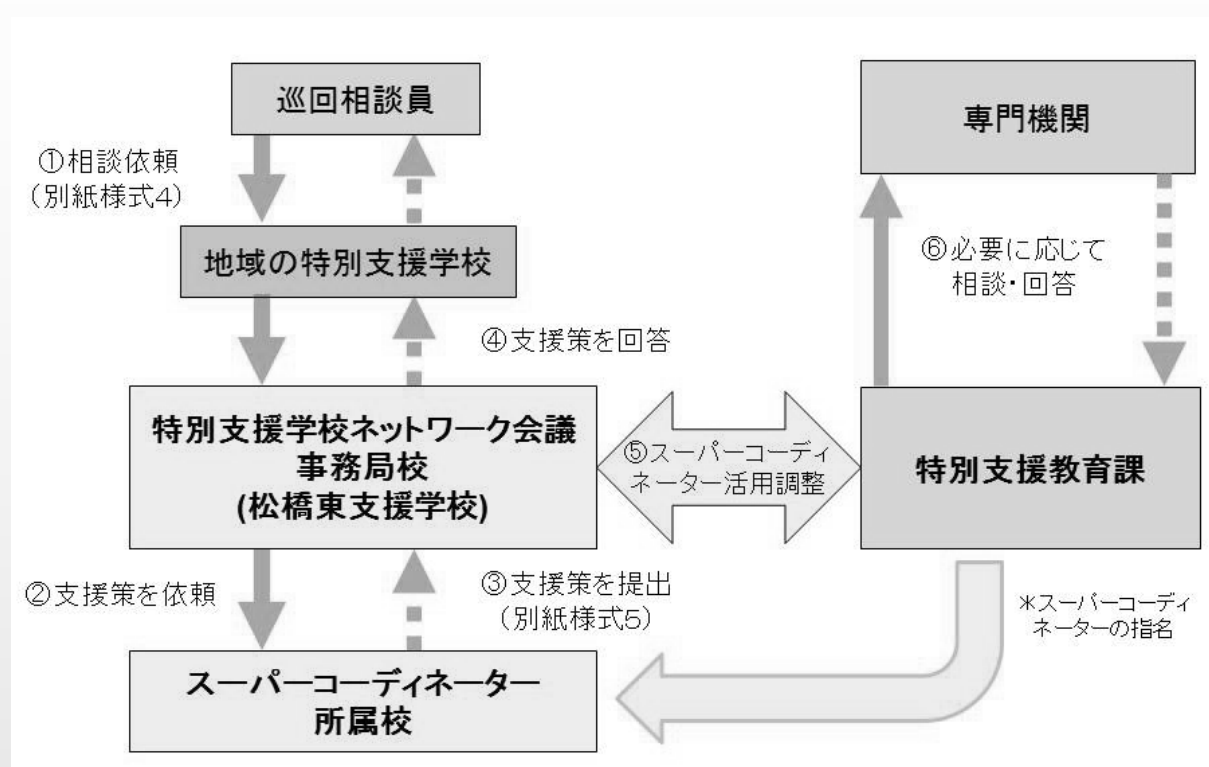 巡回相談員
専門機関
①相談依頼
（別紙様式4）
地域の特別支援学校
⑥必要に応じて
相談・回答
④支援策を回答
特別支援学校ネットワーク会議
事務局校
(松橋東支援学校)
⑤スーパーコーディ
ネーター活用調整
特別支援教育課
②支援策を依頼
③支援策を提出
（別紙様式5）
＊スーパーコーディ
ネーターの指名
スーパーコーディネーター
所属校